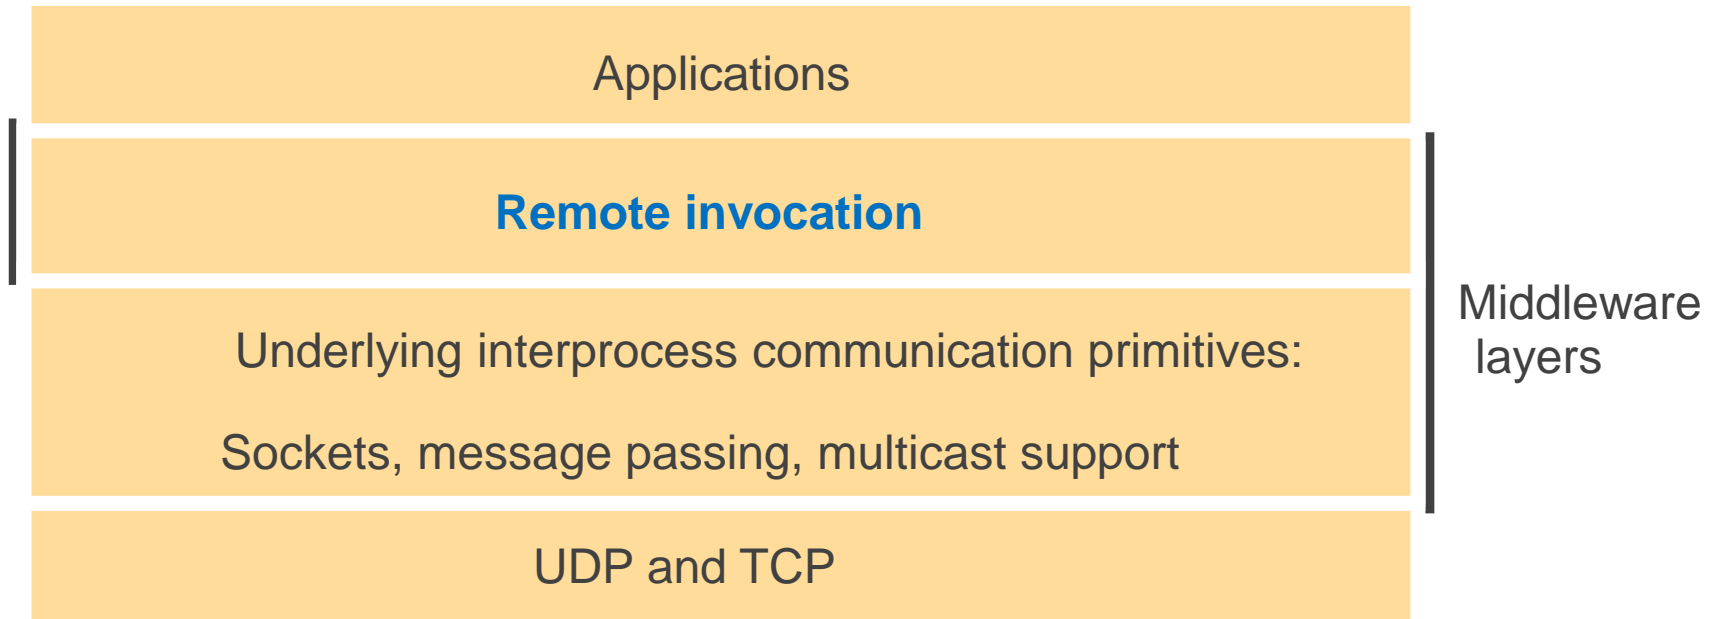 Applications
Remote invocation
Underlying interprocess communication primitives:
Sockets, message passing, multicast support
UDP and TCP
Middleware
layers